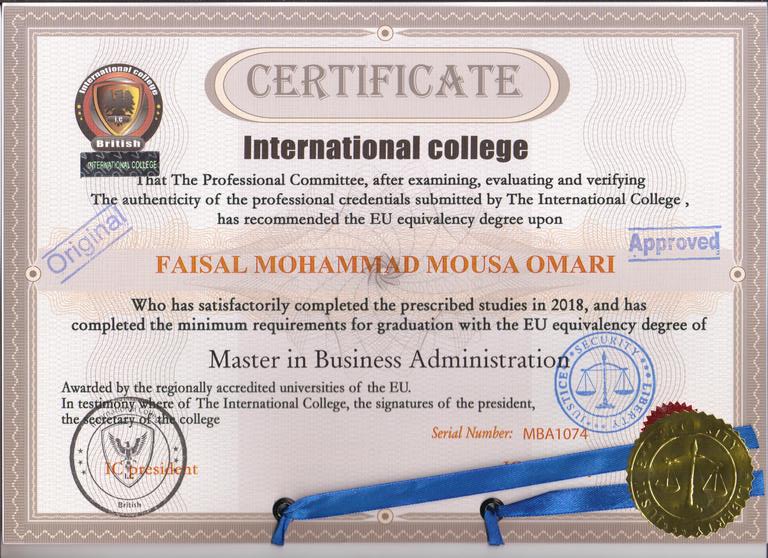 CERTIFICATE
International college
British
INTERNATIONAL COLLEGE
International college
That The Professional Committee, after examining, evaluating and verifying
The authenticity of the professional credentials submitted by The International College ,
has recommended the EU equivalency degree upon
Original
Approved
FAISAL MOHAMMAD MOUSA OMARI
Who has satisfactorily completed the prescribed studies in 2018, and has
completed the minimum requirements for graduation with the EU equivalency degree of
Master in Business Administration
SECURITY
JUSTICE
LIBERTY
Awarded by the regionally accredited universities of the EU.
In testimony where of The International College, the signatures of the president,
the secretary of the college
Serial Number: MBA1074
IC president
British